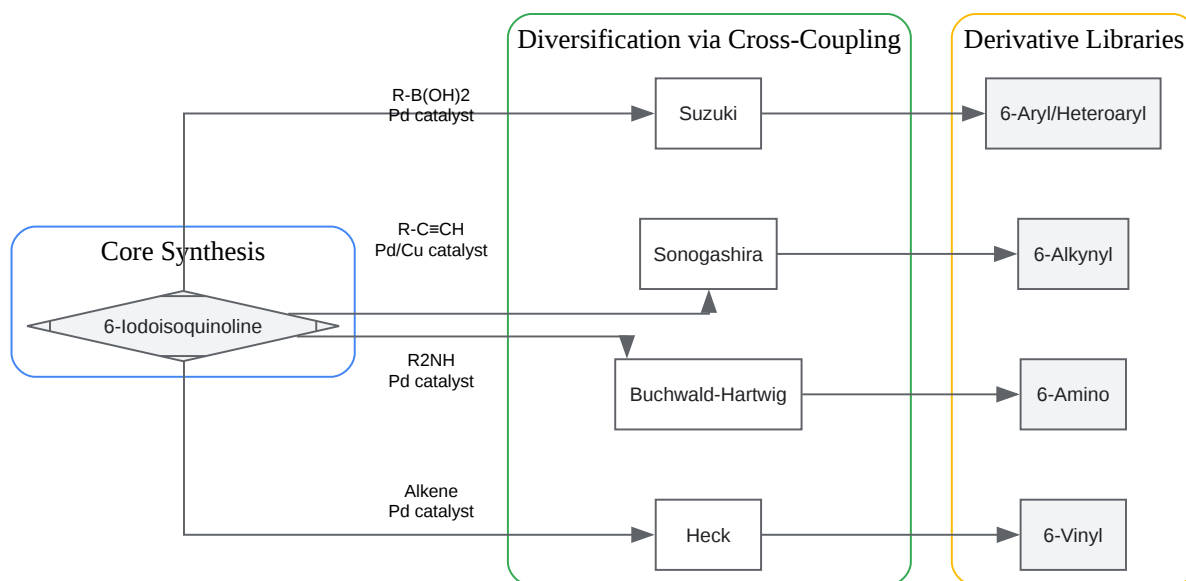 Diversification via Cross-Coupling
Derivative Libraries
R-B(OH)2
Pd catalyst
Suzuki
6-Aryl/Heteroaryl
Core Synthesis
R-C≡CH
Pd/Cu catalyst
Sonogashira
6-Alkynyl
6-Iodoisoquinoline
R2NH
Pd catalyst
Buchwald-Hartwig
6-Amino
Alkene
Pd catalyst
Heck
6-Vinyl